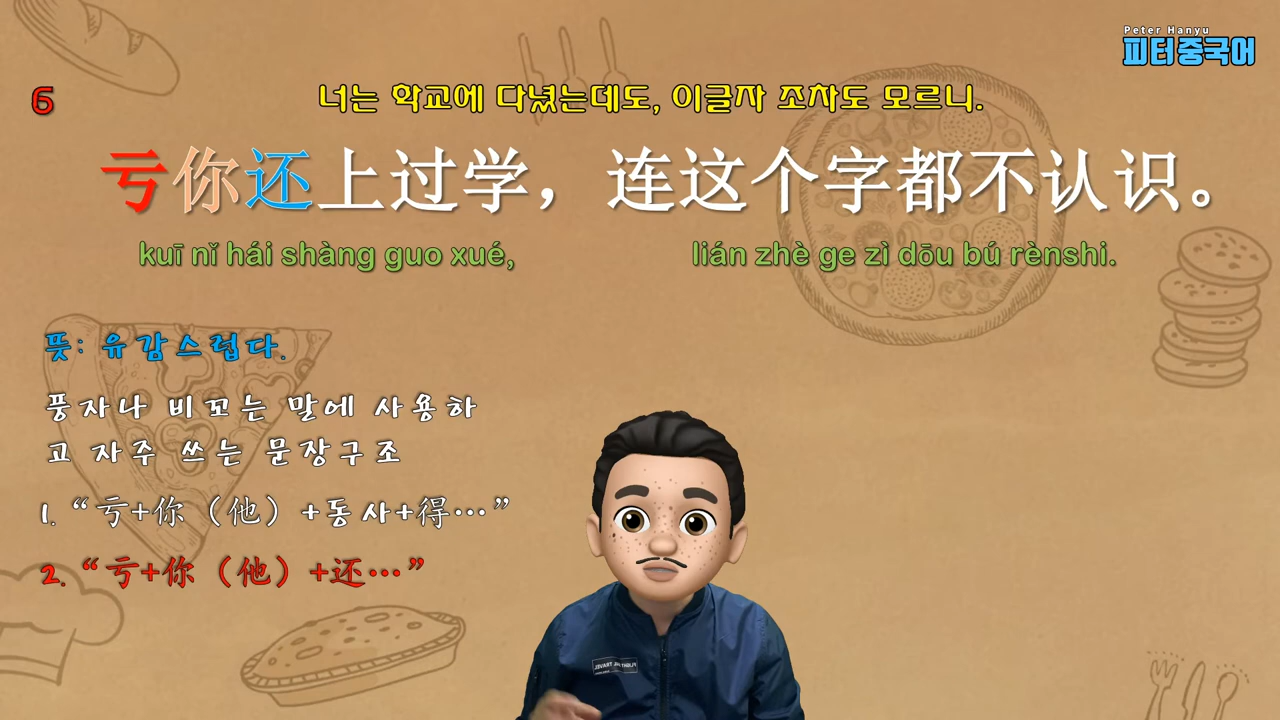 Peter Hanyu
피터중국어
6
너는 학교에 다녔는데도, 이글자 조차도 모르니.
亏你还上过学，连这个字都不认识。
kuī nǐ hái shàng guo xué, lián zhè ge zì dōu bú rènshi.
뜻: 유감스럽다.
풍자나 비꼬는 말에 사용하
고 자주 쓰는 문장구조
1. “亏+你（他）+동사+得…”
2. “亏+你（他）+还…”